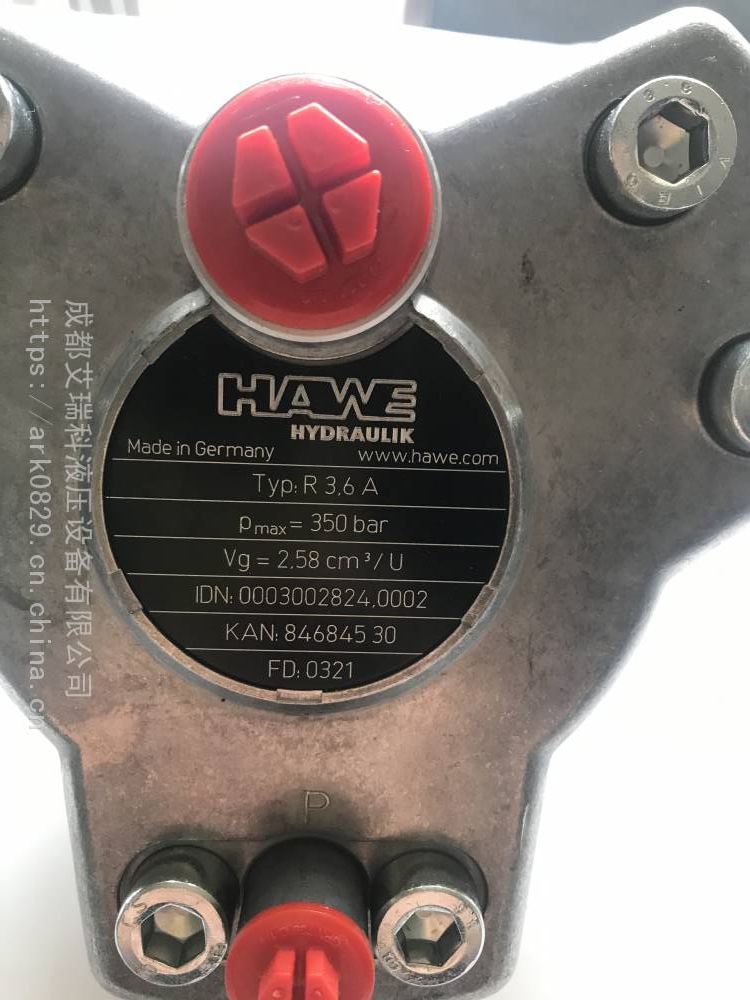 HAWE
HYDRAULIK
Made in Germany www.hawe.com
Typ: R 3,6 A
pmax = 350 bar
Vg = 2,58 cm³/U
IDN: 0003002824,0002
KAN: 846845 30
FD: 0321
P
成都艾瑞科液压设备有限公司
https://ark0829.cn.china.cn